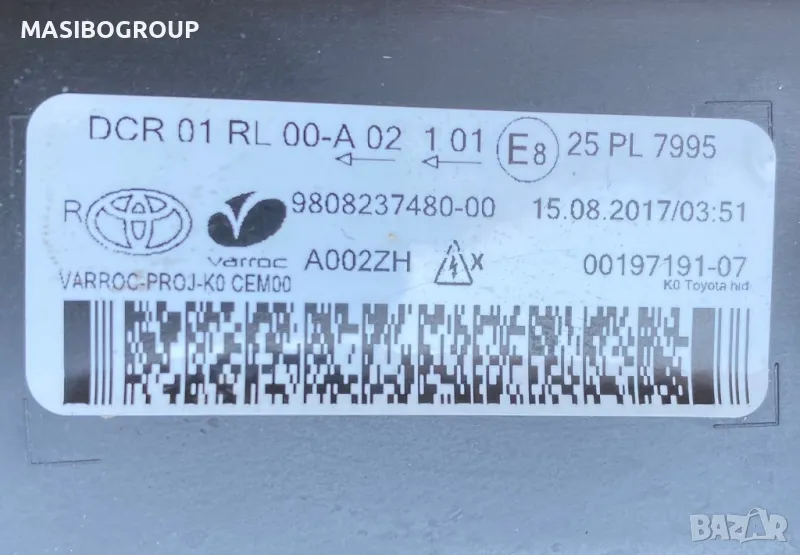 MASIBOGROUP
DCR 01 RL 00-A 02 1 01 E8 25 PL 7995
R 9808237480-00 15.08.2017/03:51
varroc A002ZH X 00197191-07
VARROC-PROJ-K0 CEM00 K0 Toyota hid
BAZAR